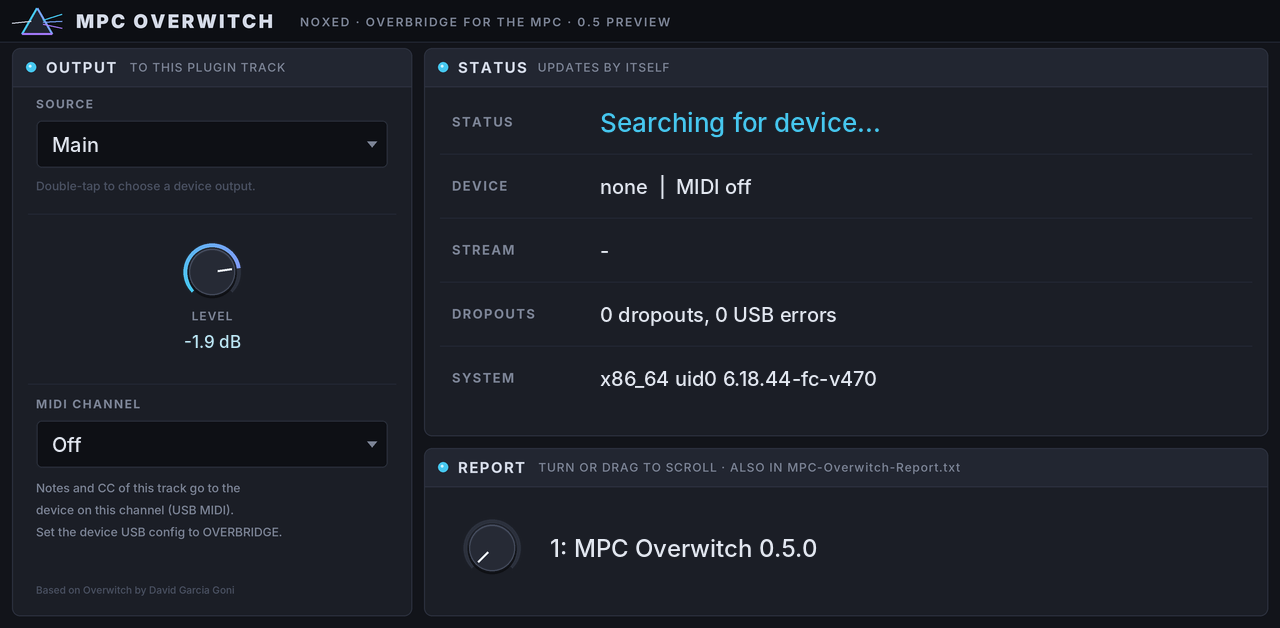 MPC OVERWITCH
NOXED · OVERBRIDGE FOR THE MPC · 0.5 PREVIEW
OUTPUT TO THIS PLUGIN TRACK
SOURCE
Main
Double-tap to choose a device output.
LEVEL
-1.9 dB
MIDI CHANNEL
Off
Notes and CC of this track go to the
device on this channel (USB MIDI).
Set the device USB config to OVERBRIDGE.
Based on Overwitch by David Garcia Goni
STATUS UPDATES BY ITSELF
STATUS Searching for device...
DEVICE none | MIDI off
STREAM -
DROPOUTS 0 dropouts, 0 USB errors
SYSTEM x86_64 uid0 6.18.44-fc-v470
REPORT TURN OR DRAG TO SCROLL · ALSO IN MPC-Overwitch-Report.txt
1: MPC Overwitch 0.5.0